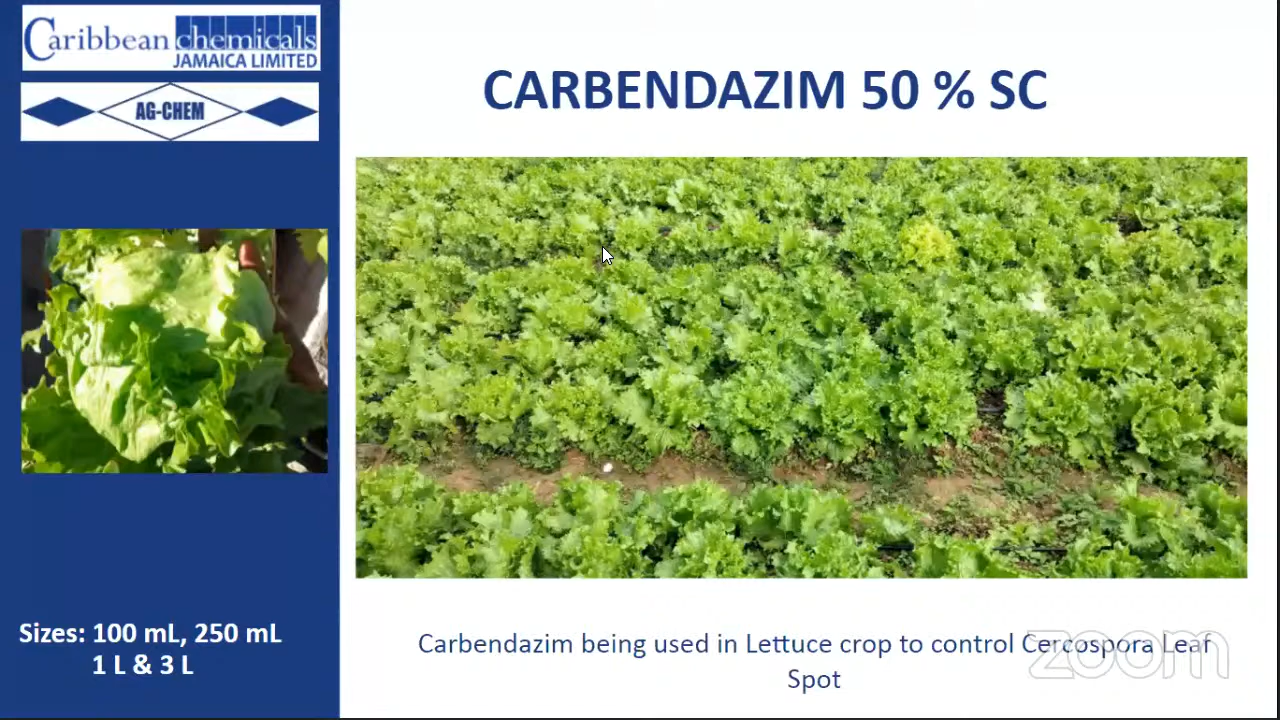 Caribbean chemicals
JAMAICA LIMITED
AG-CHEM
CARBENDAZIM 50 % SC
Sizes: 100 mL, 250 mL
1 L & 3 L
Carbendazim being used in Lettuce crop to control Cercospora Leaf
Spot
zoom